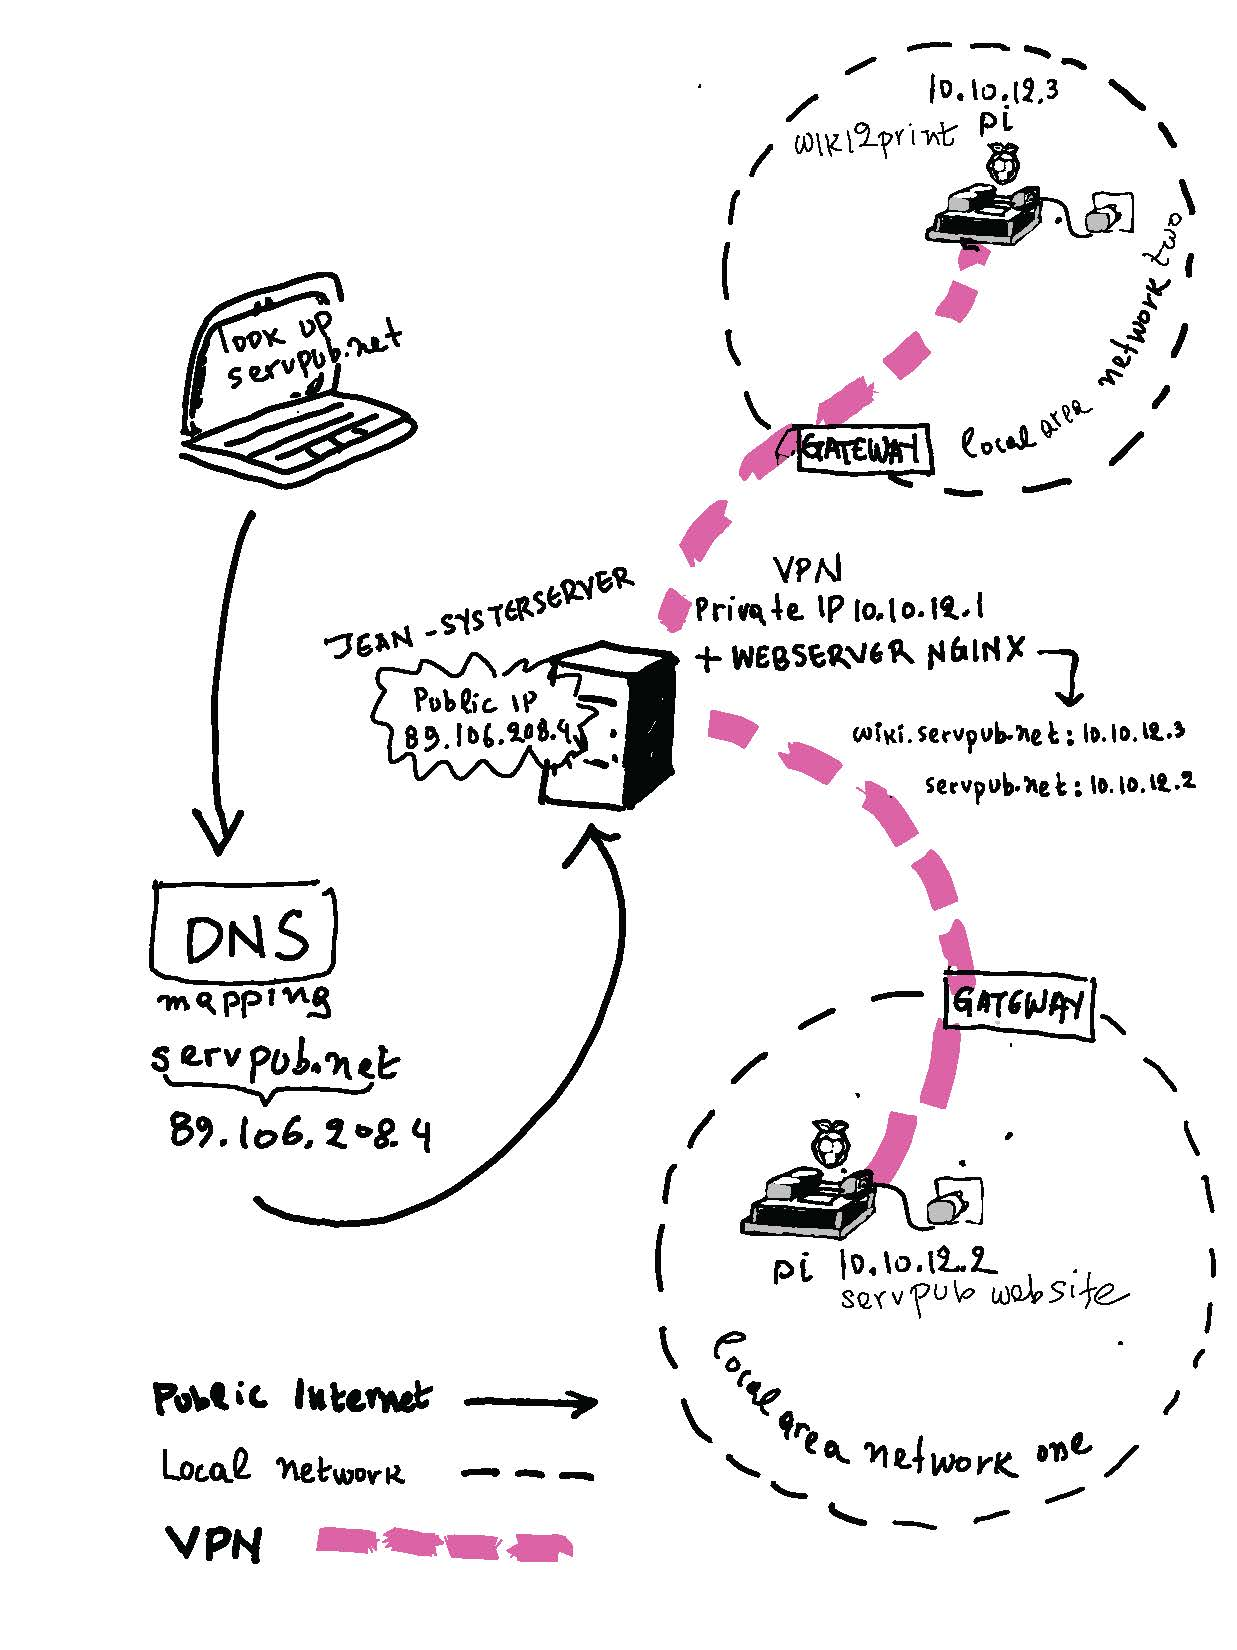 10.10.12.3
pi
wiki2print
local area network two
GATEWAY
look up
servpub.net
VPN
Private IP 10.10.12.1
+ WEBSERVER NGINX
wiki.servpub.net: 10.10.12.3
servpub.net: 10.10.12.2
JEAN - SYSTERSERVER
Public IP
89.106.208.4
DNS
mapping
servpub.net
89.106.208.4
GATEWAY
pi 10.10.12.2
servpub website
local area network one
Public Internet
Local network
VPN